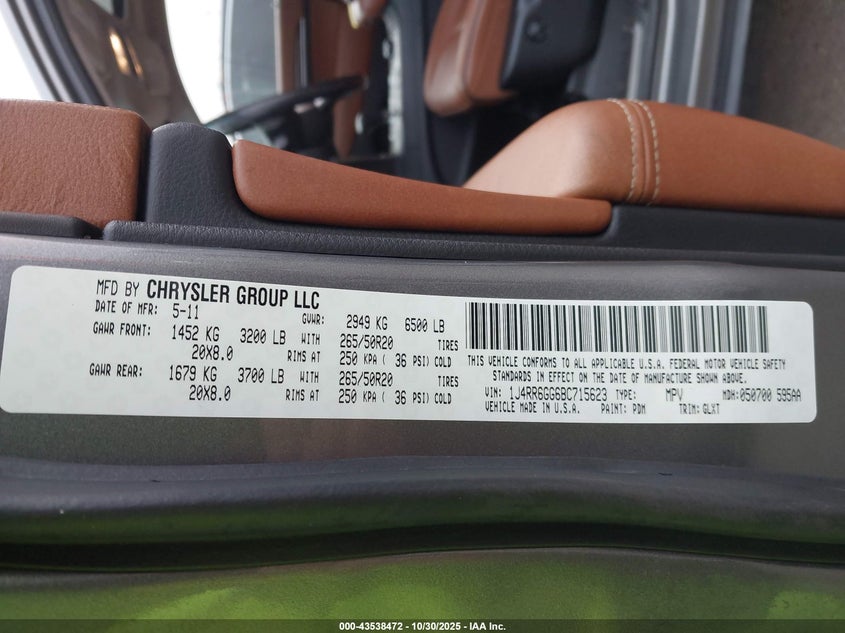 MFD BY CHRYSLER GROUP LLC
DATE OF MFR: 5-11 GVWR: 2949 KG 6500 LB
GAWR FRONT: 1452 KG 3200 LB WITH 265/50R20 TIRES
20X8.0 RIMS AT 250 KPA ( 36 PSI) COLD
GAWR REAR: 1679 KG 3700 LB WITH 265/50R20 TIRES
20X8.0 RIMS AT 250 KPA ( 36 PSI) COLD
THIS VEHICLE CONFORMS TO ALL APPLICABLE U.S.A. FEDERAL MOTOR VEHICLE SAFETY
STANDARDS IN EFFECT ON THE DATE OF MANUFACTURE SHOWN ABOVE.
VIN: 1J4RR6GG6BC715623 TYPE: MPV MDH: 050700 595AA
VEHICLE MADE IN U.S.A. PAINT: PDM TRIM: GLXT
000-43538472 - 10/30/2025 - IAA Inc.